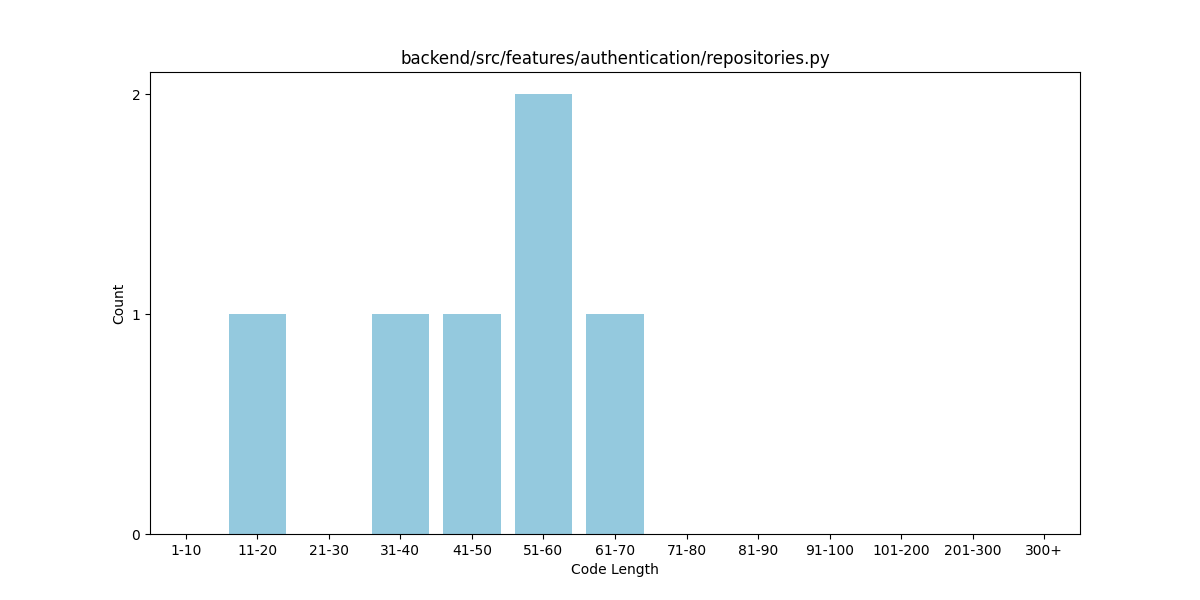 backend/src/features/authentication/repositories.py
Count
2
1
0
1-10 11-20 21-30 31-40 41-50 51-60 61-70 71-80 81-90 91-100 101-200 201-300 300+
Code Length